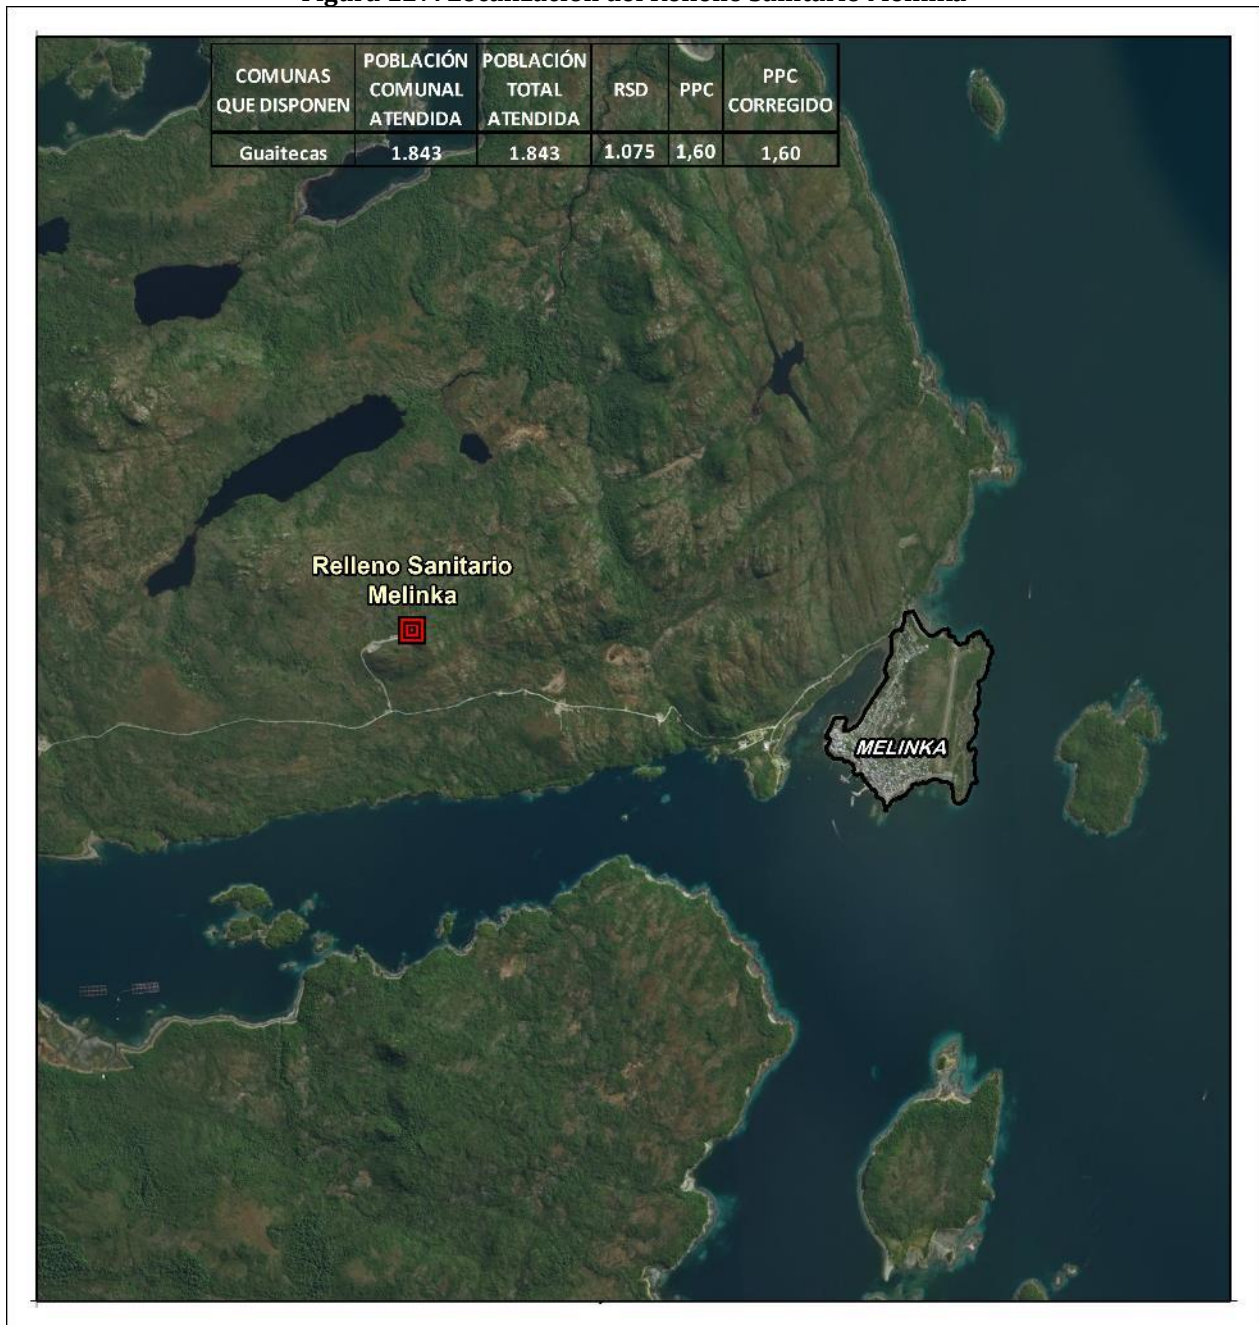 COMUNAS
QUE DISPONEN
POBLACIÓN
COMUNAL
ATENDIDA
POBLACIÓN
TOTAL
ATENDIDA
RSD
PPC
PPC
CORREGIDO
Guaitecas 1.843 1.843 1.075 1,60 1,60
Relleno Sanitario
Melinka
MELINKA